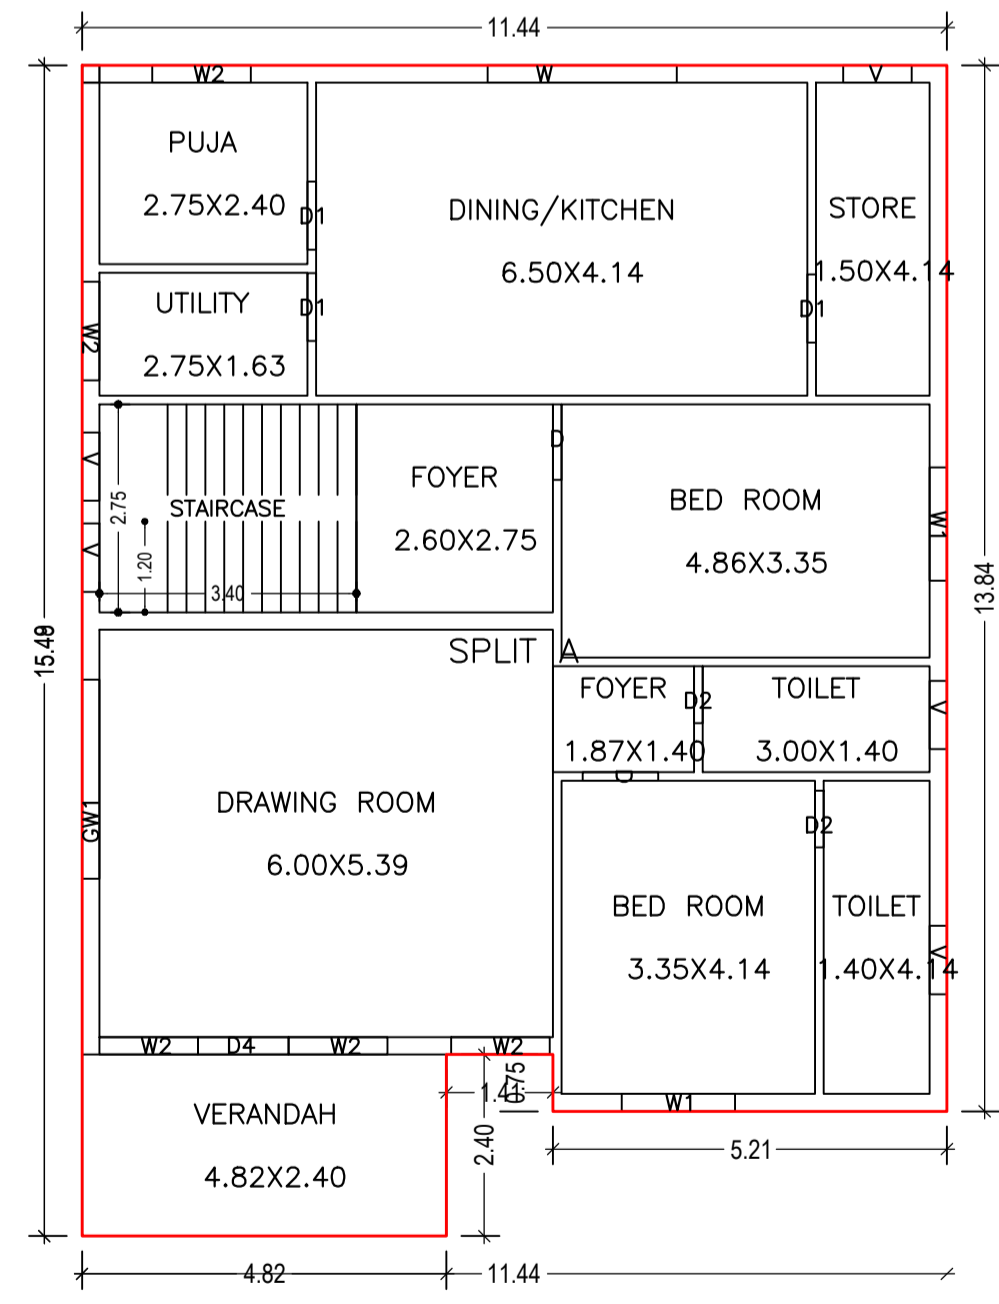 11.44
W2 W V
PUJA
2.75X2.40
D1
DINING/KITCHEN
6.50X4.14
STORE
1.50X4.14
D1
UTILITY
2.75X1.63
D1
W2
V
V
2.75
STAIRCASE
1.20
3.40
FOYER
2.60X2.75
D
BED ROOM
4.86X3.35
W1
13.84
SPLIT A
FOYER
1.87X1.40
D2
TOILET
3.00X1.40
V
D
GW1
DRAWING ROOM
6.00X5.39
BED ROOM
3.35X4.14
D2
TOILET
1.40X4.14
V
W2 D4 W2 W2
0.75
1.41
W1
VERANDAH
4.82X2.40
2.40
5.21
4.82 11.44